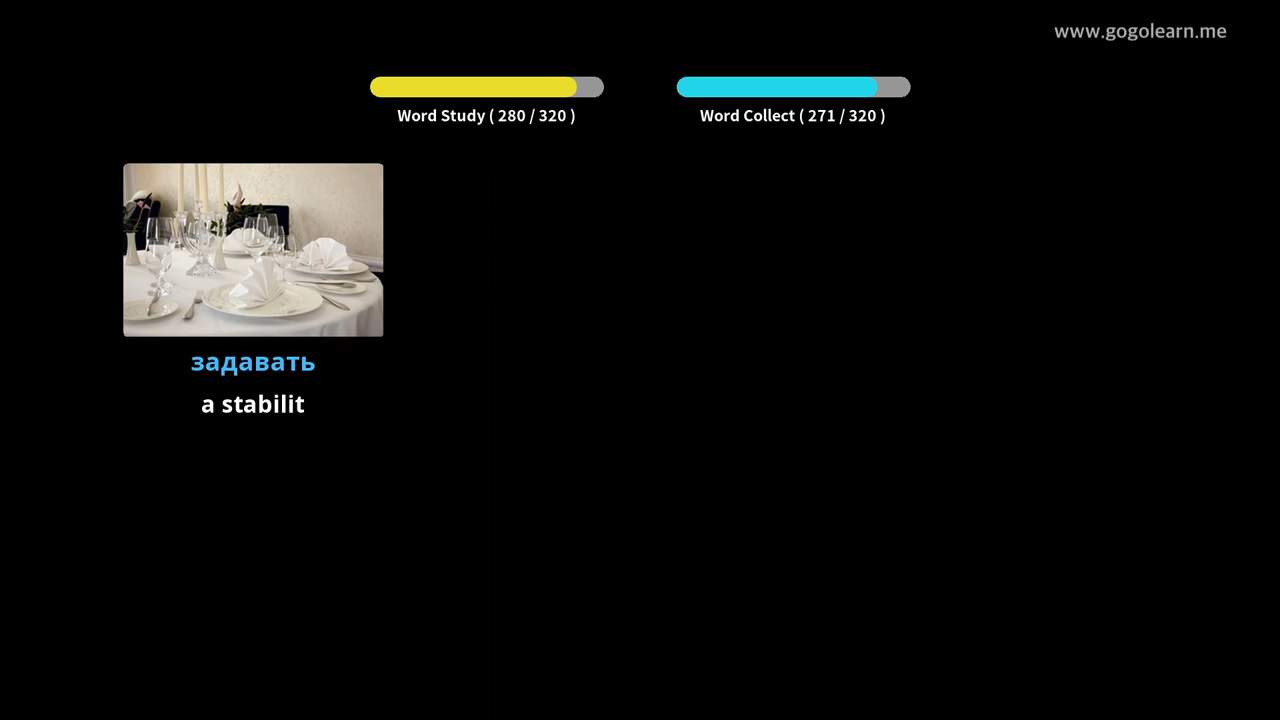 www.gogolearn.me
Word Study ( 280 / 320 )
Word Collect ( 271 / 320 )
задавать
a stabilit